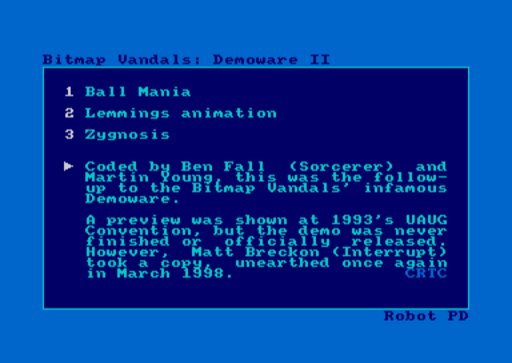 Bitmap Vandals: Demoware II
1 Ball Mania
2 Lemmings animation
3 Zygnosis
Coded by Ben Fall (Sorcerer) and
Martin Young, this was the follow-
up to the Bitmap Vandals' infamous
Demoware.
A preview was shown at 1993's UAUG
Convention, but the demo was never
finished or officially released.
However, Matt Breckon (Interrupt)
took a copy, unearthed once again
in March 1998. CRTC
Robot PD